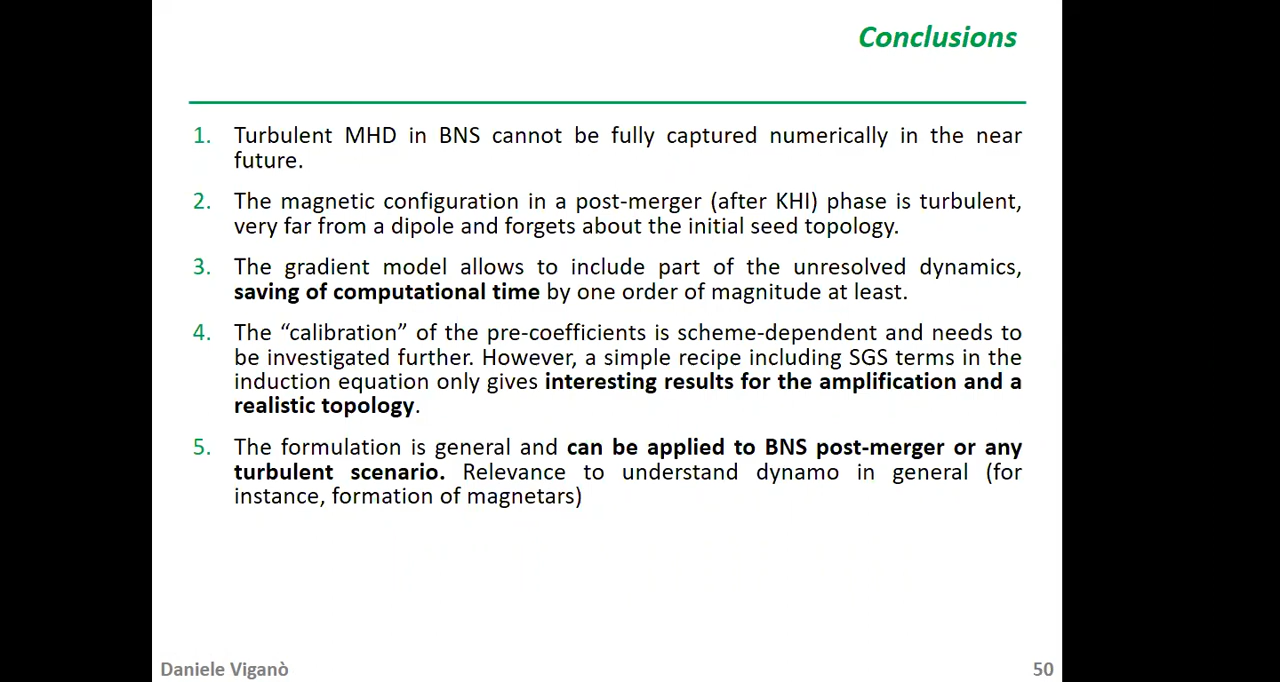 Conclusions
1. Turbulent MHD in BNS cannot be fully captured numerically in the near
future.
2. The magnetic configuration in a post-merger (after KHI) phase is turbulent,
very far from a dipole and forgets about the initial seed topology.
3. The gradient model allows to include part of the unresolved dynamics,
saving of computational time by one order of magnitude at least.
4. The “calibration” of the pre-coefficients is scheme-dependent and needs to
be investigated further. However, a simple recipe including SGS terms in the
induction equation only gives interesting results for the amplification and a
realistic topology.
5. The formulation is general and can be applied to BNS post-merger or any
turbulent scenario. Relevance to understand dynamo in general (for
instance, formation of magnetars)
Daniele Viganò
50